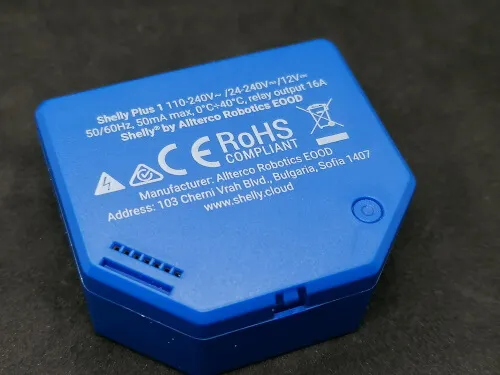 Shelly Plus 1 110-240V~ /24-240V⎓/12V⎓
50/60Hz, 50mA max, 0°C÷40°C, relay output 16A
Shelly® by Allterco Robotics EOOD
CE RoHS
COMPLIANT
Manufacturer: Allterco Robotics EOOD
Address: 103 Cherni Vrah Blvd., Bulgaria, Sofia 1407
www.shelly.cloud